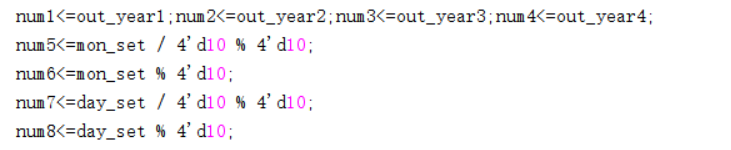 num1<=out_year1;num2<=out_year2;num3<=out_year3;num4<=out_year4;
num5<=mon_set / 4'd10 % 4'd10;
num6<=mon_set % 4'd10;
num7<=day_set / 4'd10 % 4'd10;
num8<=day_set % 4'd10;